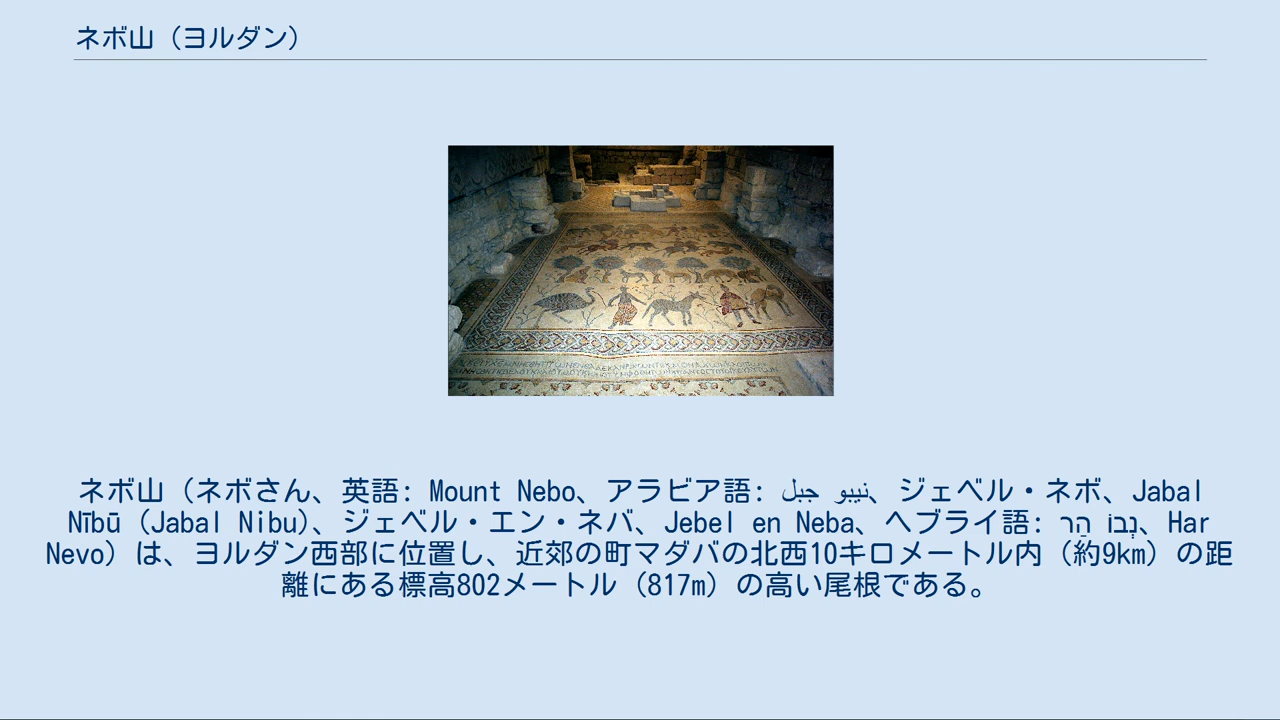 ネボ山（ヨルダン）
ネボ山（ネボさん、英語: Mount Nebo、アラビア語: نيبو جبل、ジェベル・ネボ、Jabal
Nībū（Jabal Nibu)、ジェベル・エン・ネバ、Jebel en Neba、ヘブライ語: נְבוֹ הַר、Har
Nevo）は、ヨルダン西部に位置し、近郊の町マダバの北西10キロメートル内（約9km）の距
離にある標高802メートル（817m）の高い尾根である。